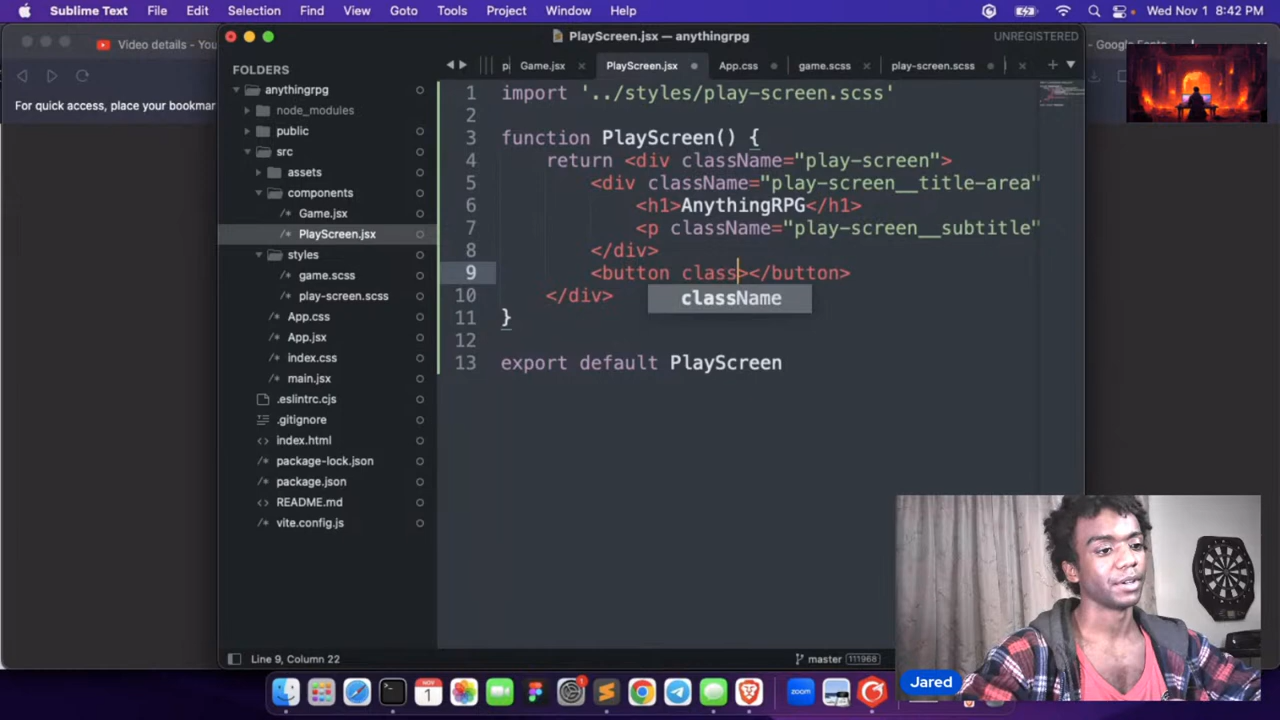 Sublime Text File Edit Selection Find View Goto Tools Project Window Help Wed Nov 1 8:42 PM
Video details - You
PlayScreen.jsx — anythingrpg
UNREGISTERED
- Google Fonts
For quick access, place your bookmar
FOLDERS
anythingrpg
node_modules
public
src
assets
components
Game.jsx
PlayScreen.jsx
styles
game.scss
play-screen.scss
App.css
App.jsx
index.css
main.jsx
.eslintrc.cjs
.gitignore
index.html
package-lock.json
package.json
README.md
vite.config.js
p Game.jsx PlayScreen.jsx App.css game.scss play-screen.scss
1 import '../styles/play-screen.scss'
2
3 function PlayScreen() {
4 return <div className="play-screen">
5 <div className="play-screen__title-area"
6 <h1>AnythingRPG</h1>
7 <p className="play-screen__subtitle"
8 </div>
9 <button class></button>
className
10 </div>
11 }
12
13 export default PlayScreen
Line 9, Column 22
master 111968
Jared
NOV
1
1
zoom